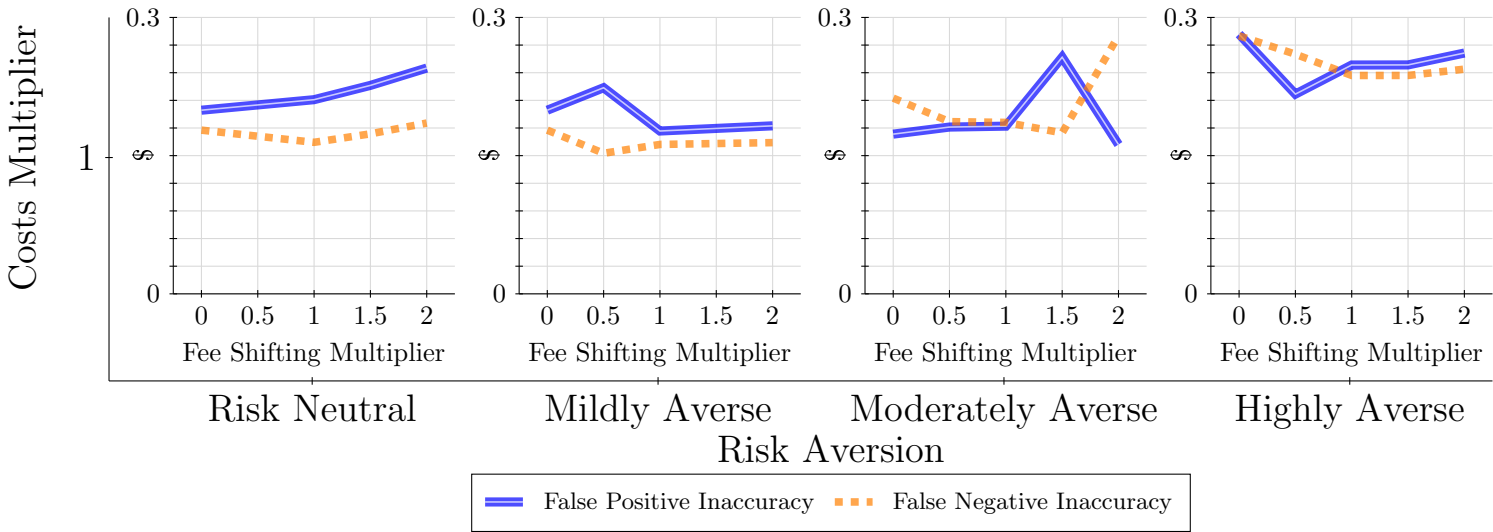 Costs Multiplier
1
0.3
0
$
0 0.5 1 1.5 2
Fee Shifting Multiplier
0.3
0
$
0 0.5 1 1.5 2
Fee Shifting Multiplier
0.3
0
$
0 0.5 1 1.5 2
Fee Shifting Multiplier
0.3
0
$
0 0.5 1 1.5 2
Fee Shifting Multiplier
Risk Neutral Mildly Averse Moderately Averse Highly Averse
Risk Aversion
False Positive Inaccuracy False Negative Inaccuracy